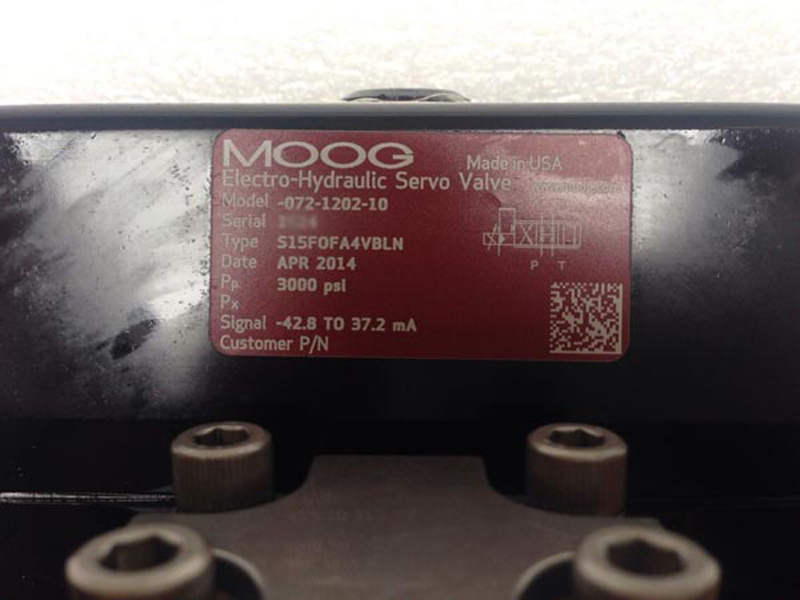 MOOG
Made in USA
Electro-Hydraulic Servo Valve
Model -072-1202-10
Serial
Type S15FOFA4VBLN
Date APR 2014
P T
Pp 3000 psi
Px
Signal -42.8 TO 37.2 mA
Customer P/N